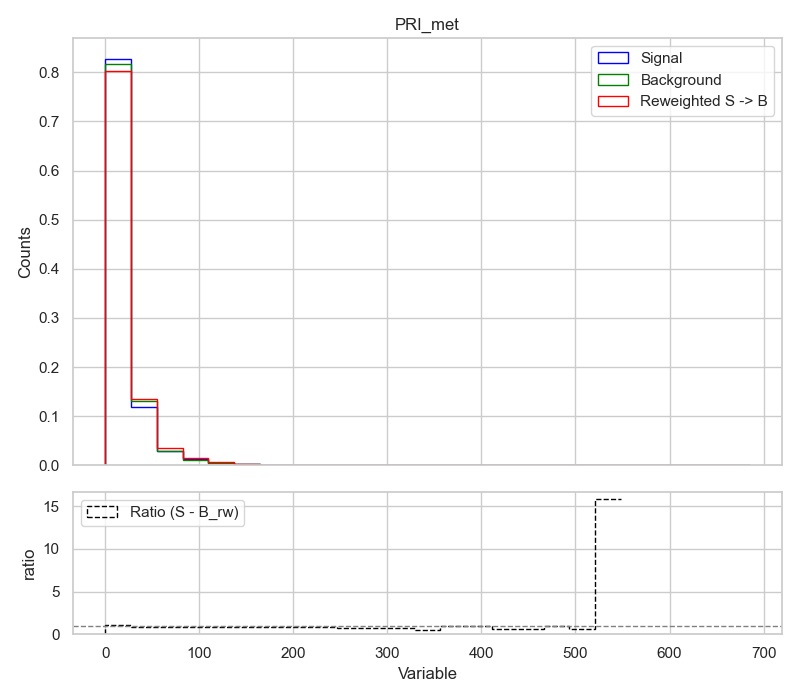 PRI_met
Signal
Background
Reweighted S -> B
Counts
0.8
0.7
0.6
0.5
0.4
0.3
0.2
0.1
0.0
Ratio (S - B_rw)
ratio
15
10
5
0
0 100 200 300 400 500 600 700
Variable